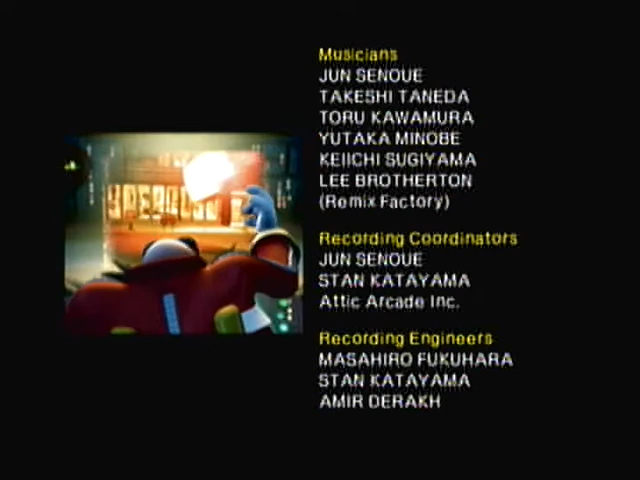 Musicians
JUN SENOUE
TAKESHI TANEDA
TORU KAWAMURA
YUTAKA MINOBE
KEIICHI SUGIYAMA
LEE BROTHERTON
(Remix Factory)
Recording Coordinators
JUN SENOUE
STAN KATAYAMA
Attic Arcade Inc.
Recording Engineers
MASAHIRO FUKUHARA
STAN KATAYAMA
AMIR DERAKH